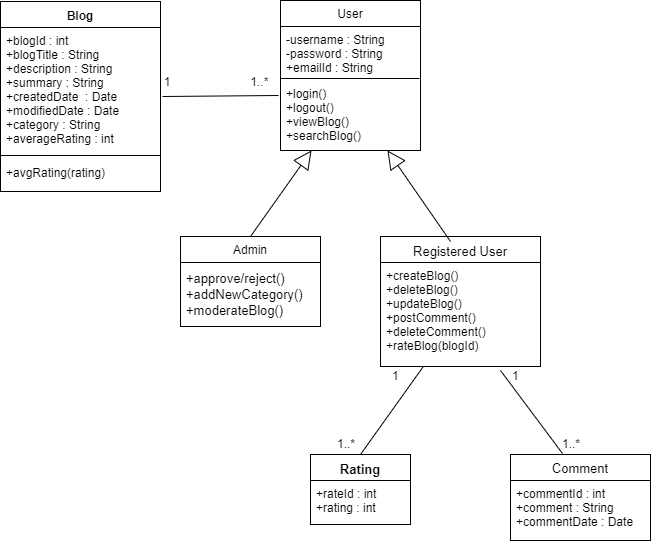 Blog
+blogId : int
+blogTitle : String
+description : String
+summary : String
+createdDate : Date
+modifiedDate : Date
+category : String
+averageRating : int
+avgRating(rating)
1
1..*
User
-username : String
-password : String
+emailId : String
+login()
+logout()
+viewBlog()
+searchBlog()
Admin
+approve/reject()
+addNewCategory()
+moderateBlog()
Registered User
+createBlog()
+deleteBlog()
+updateBlog()
+postComment()
+deleteComment()
+rateBlog(blogId)
1
1
1..*
1..*
Rating
+rateId : int
+rating : int
Comment
+commentId : int
+comment : String
+commentDate : Date